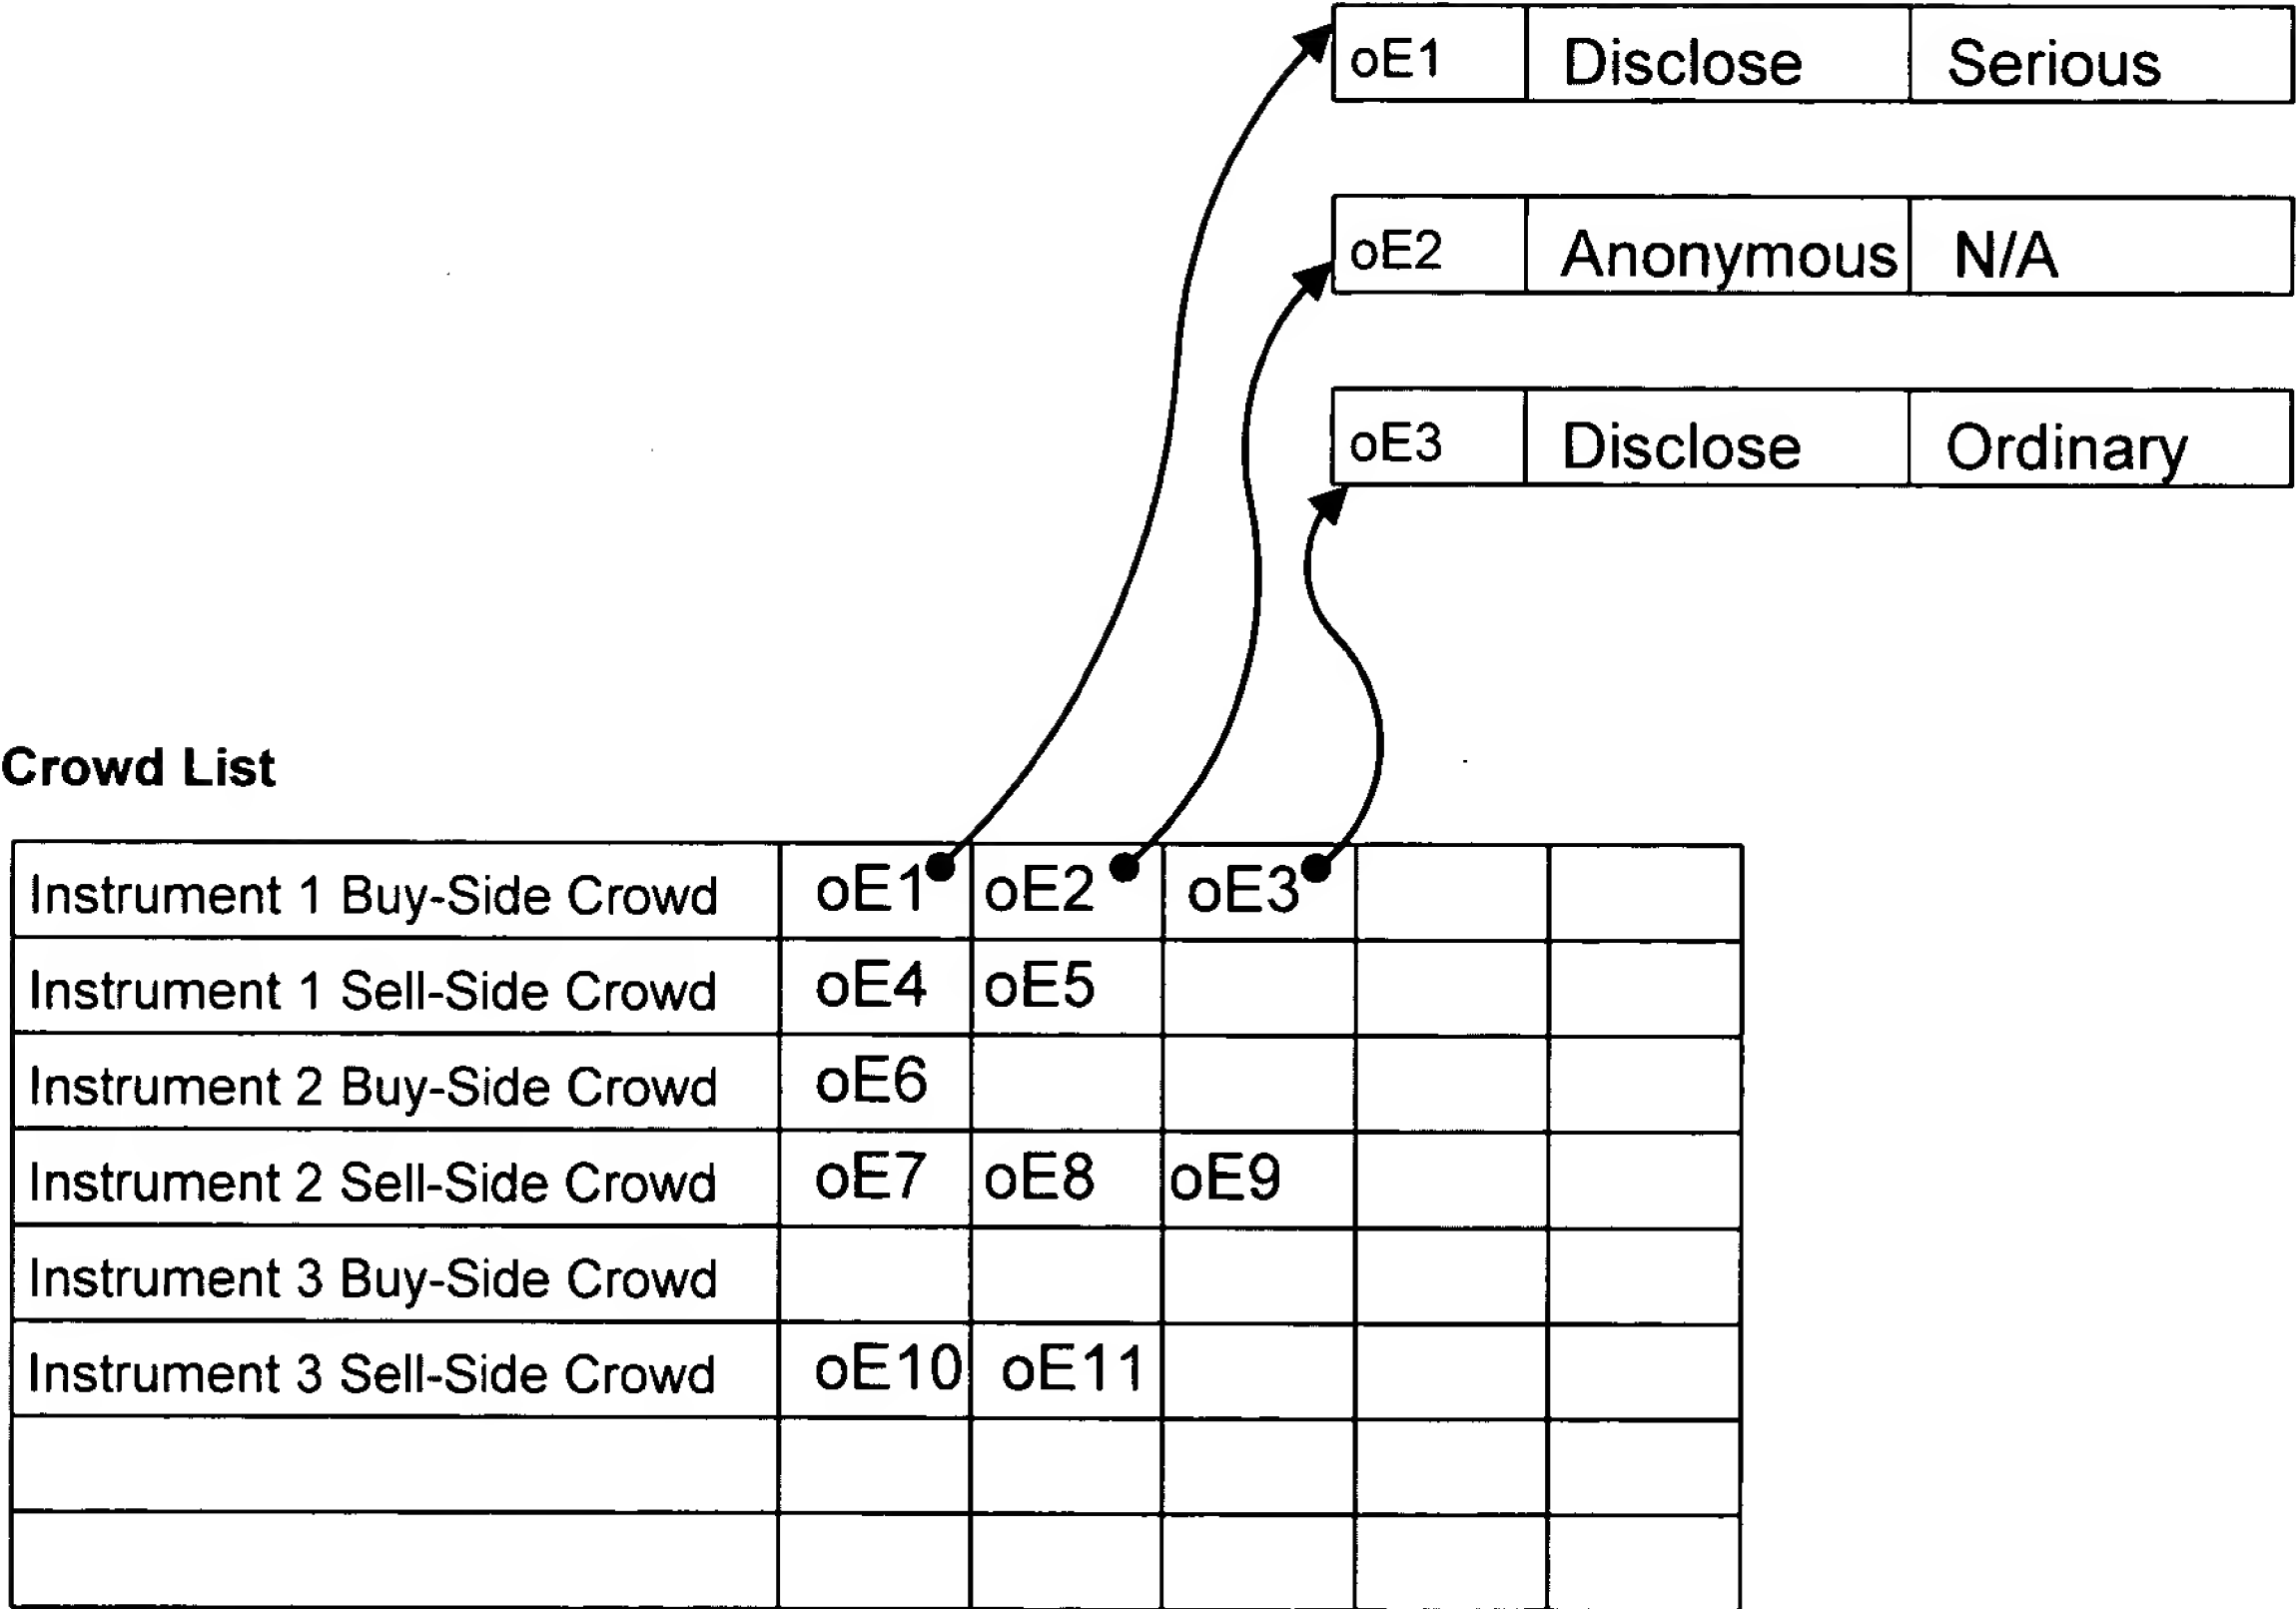 oE1 Disclose Serious
oE2 Anonymous N/A
oE3 Disclose Ordinary
Crowd List
Instrument 1 Buy-Side Crowd oE1 oE2 oE3
Instrument 1 Sell-Side Crowd oE4 oE5
Instrument 2 Buy-Side Crowd oE6
Instrument 2 Sell-Side Crowd oE7 oE8 oE9
Instrument 3 Buy-Side Crowd
Instrument 3 Sell-Side Crowd oE10 oE11